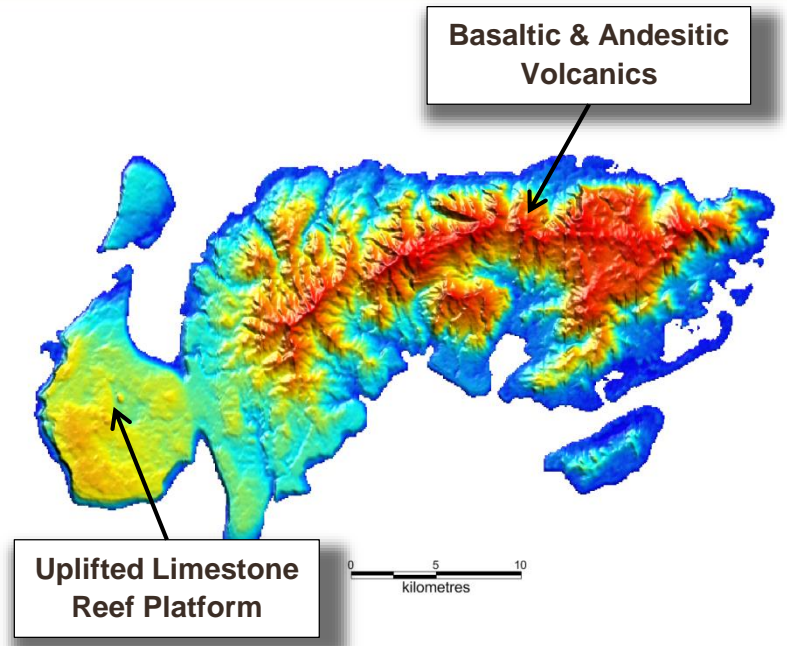 Basaltic & Andesitic
Volcanics
Uplifted Limestone
Reef Platform
0 5 10
kilometres